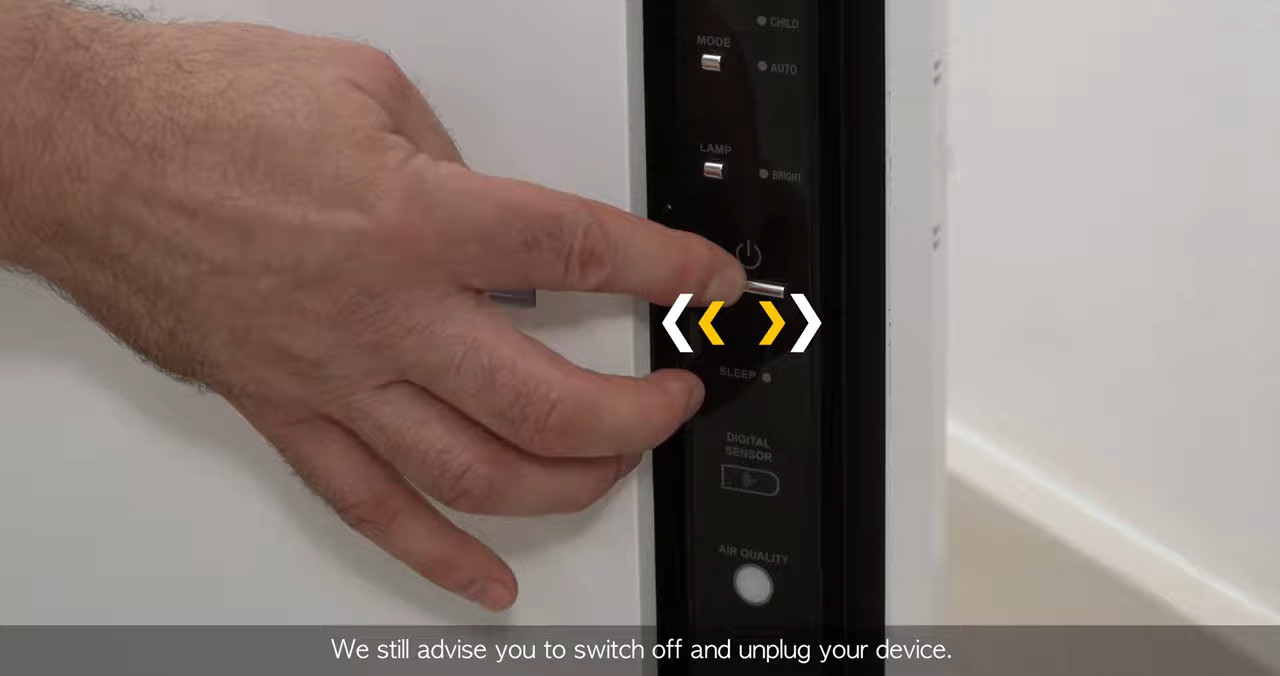 CHILD
MODE
AUTO
LAMP
BRIGHT
SLEEP
DIGITAL
SENSOR
AIR QUALITY
We still advise you to switch off and unplug your device.